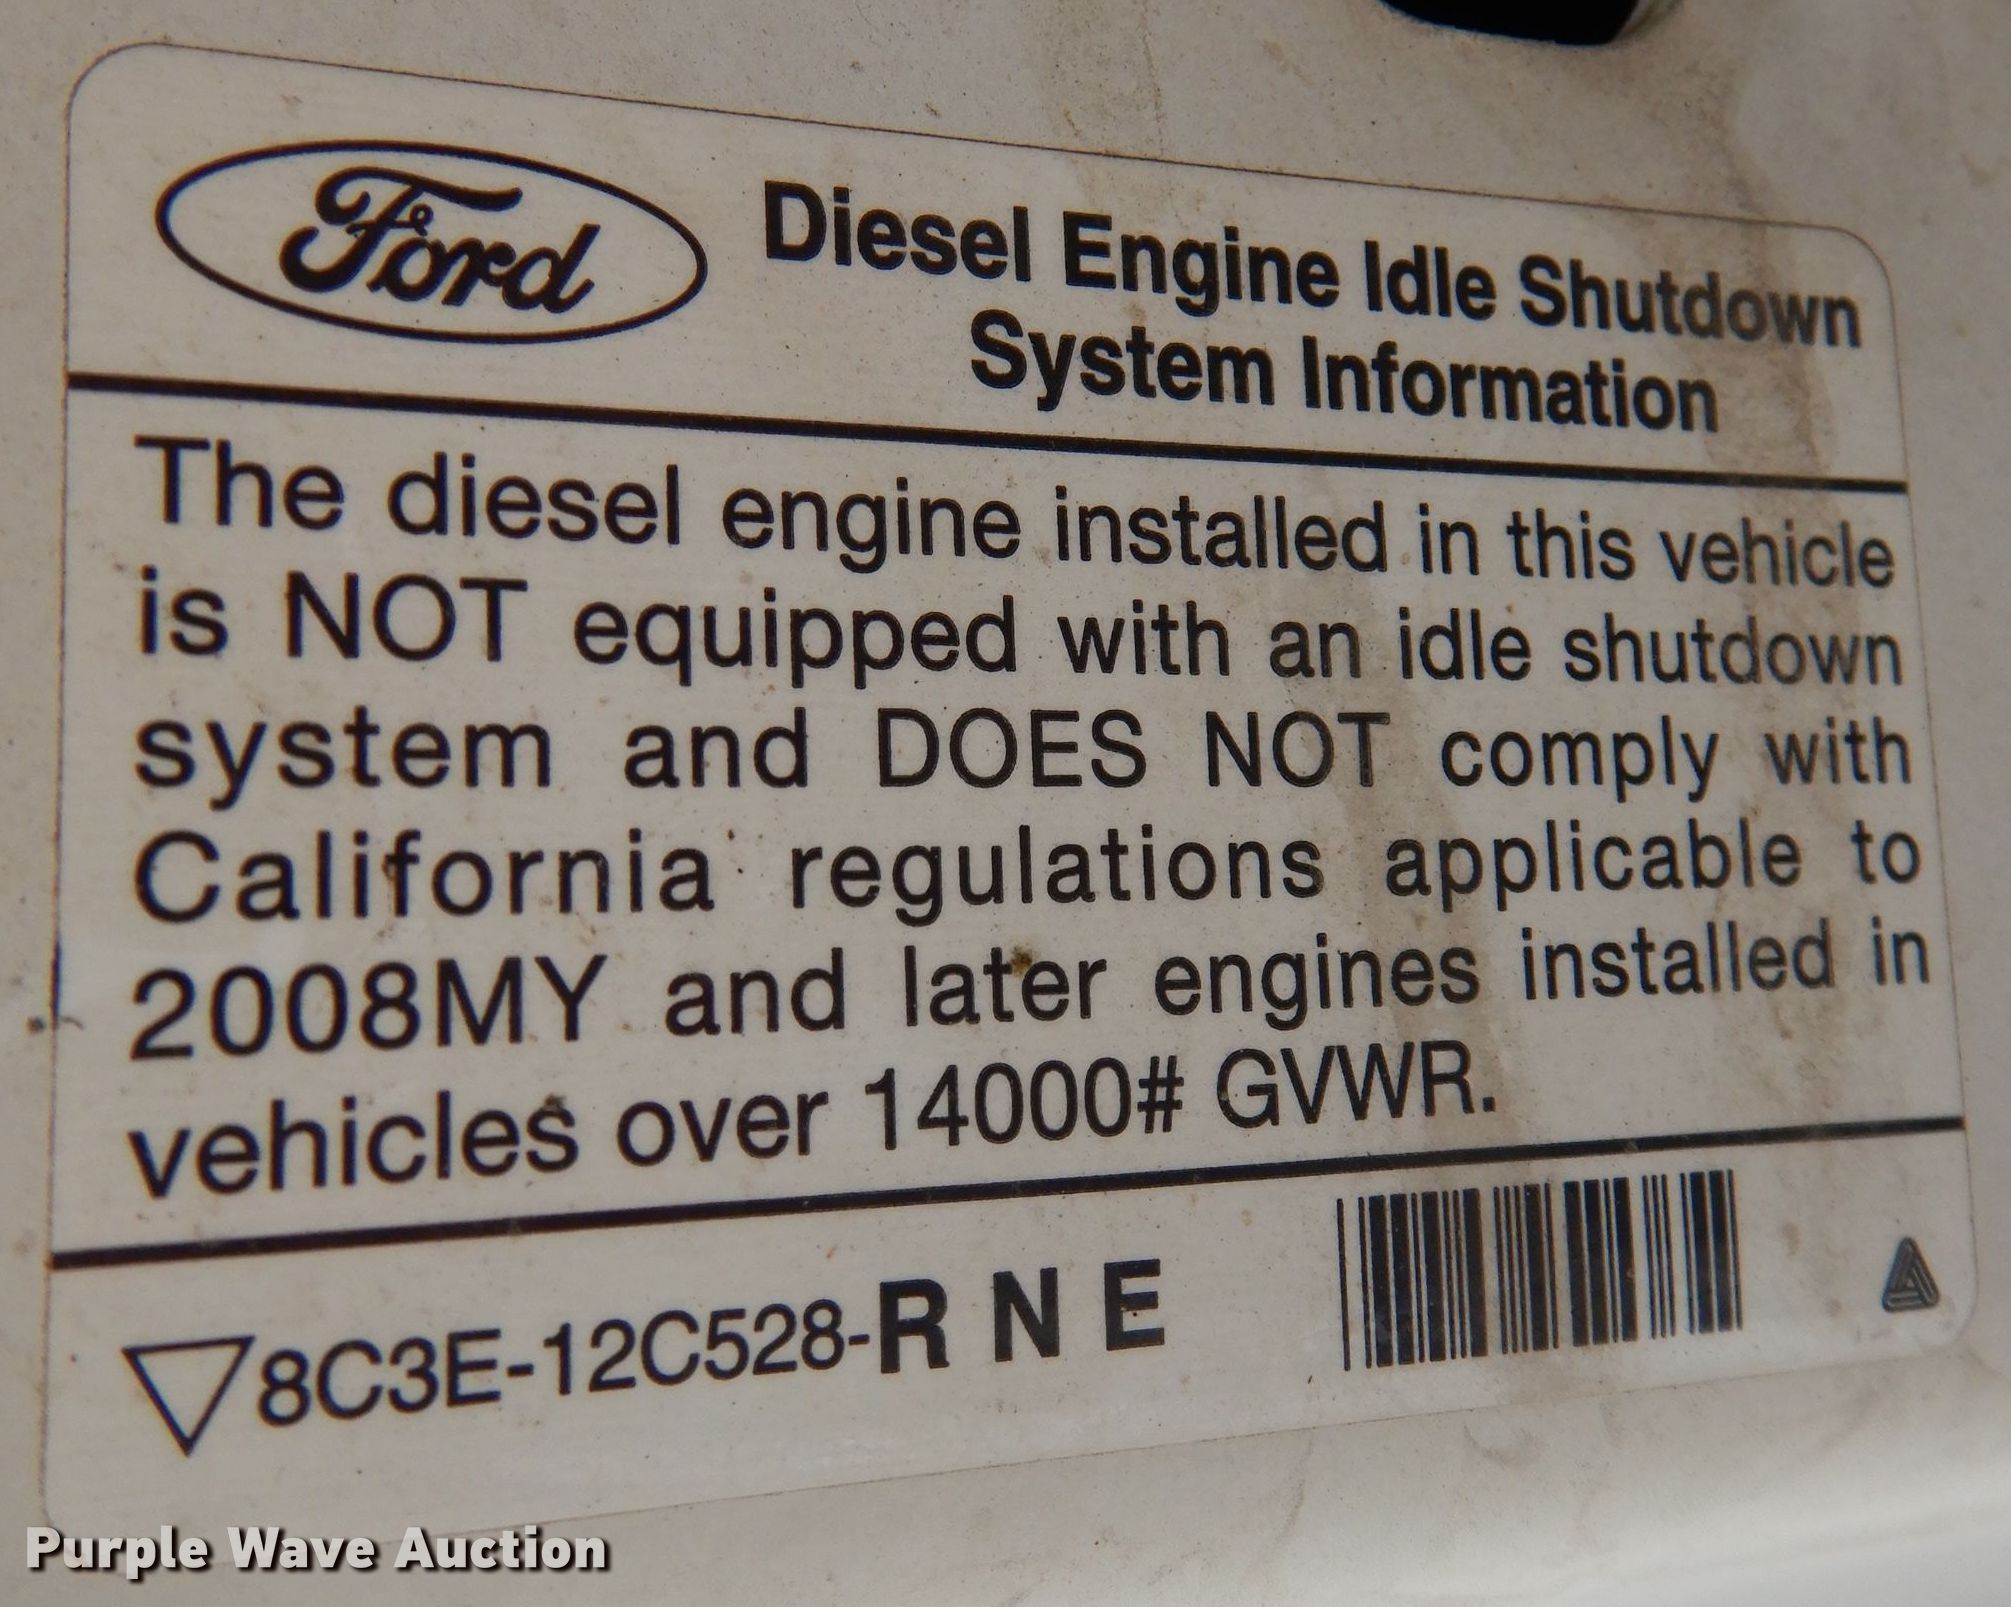 Ford
Diesel Engine Idle Shutdown
System Information
The diesel engine installed in this vehicle
is NOT equipped with an idle shutdown
system and DOES NOT comply with
California regulations applicable to
2008MY and later engines installed in
vehicles over 14000# GVWR.
8C3E-12C528-R N E
Purple Wave Auction